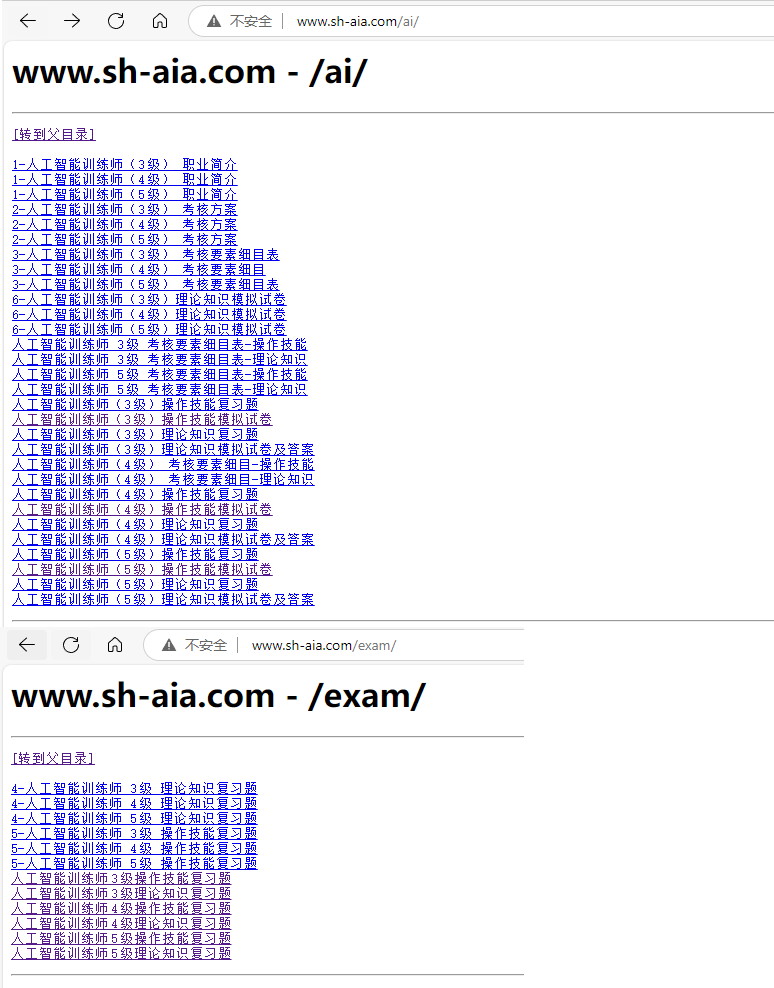 不安全 www.sh-aia.com/ai/
www.sh-aia.com - /ai/
[转到父目录]
1-人工智能训练师（3级） 职业简介
1-人工智能训练师（4级） 职业简介
1-人工智能训练师（5级） 职业简介
2-人工智能训练师（3级） 考核方案
2-人工智能训练师（4级） 考核方案
2-人工智能训练师（5级） 考核方案
3-人工智能训练师（3级） 考核要素细目表
3-人工智能训练师（4级） 考核要素细目
3-人工智能训练师（5级） 考核要素细目表
6-人工智能训练师（3级）理论知识模拟试卷
6-人工智能训练师（4级）理论知识模拟试卷
6-人工智能训练师（5级）理论知识模拟试卷
人工智能训练师 3级 考核要素细目表-操作技能
人工智能训练师 3级 考核要素细目表-理论知识
人工智能训练师 5级 考核要素细目表-操作技能
人工智能训练师 5级 考核要素细目表-理论知识
人工智能训练师（3级）操作技能复习题
人工智能训练师（3级）操作技能模拟试卷
人工智能训练师（3级）理论知识复习题
人工智能训练师（3级）理论知识模拟试卷及答案
人工智能训练师（4级） 考核要素细目-操作技能
人工智能训练师（4级） 考核要素细目-理论知识
人工智能训练师（4级）操作技能复习题
人工智能训练师（4级）操作技能模拟试卷
人工智能训练师（4级）理论知识复习题
人工智能训练师（4级）理论知识模拟试卷及答案
人工智能训练师（5级）操作技能复习题
人工智能训练师（5级）操作技能模拟试卷
人工智能训练师（5级）理论知识复习题
人工智能训练师（5级）理论知识模拟试卷及答案
不安全 www.sh-aia.com/exam/
www.sh-aia.com - /exam/
[转到父目录]
4-人工智能训练师 3级 理论知识复习题
4-人工智能训练师 4级 理论知识复习题
4-人工智能训练师 5级 理论知识复习题
5-人工智能训练师 3级 操作技能复习题
5-人工智能训练师 4级 操作技能复习题
5-人工智能训练师 5级 操作技能复习题
人工智能训练师3级操作技能复习题
人工智能训练师3级理论知识复习题
人工智能训练师4级操作技能复习题
人工智能训练师4级理论知识复习题
人工智能训练师5级操作技能复习题
人工智能训练师5级理论知识复习题